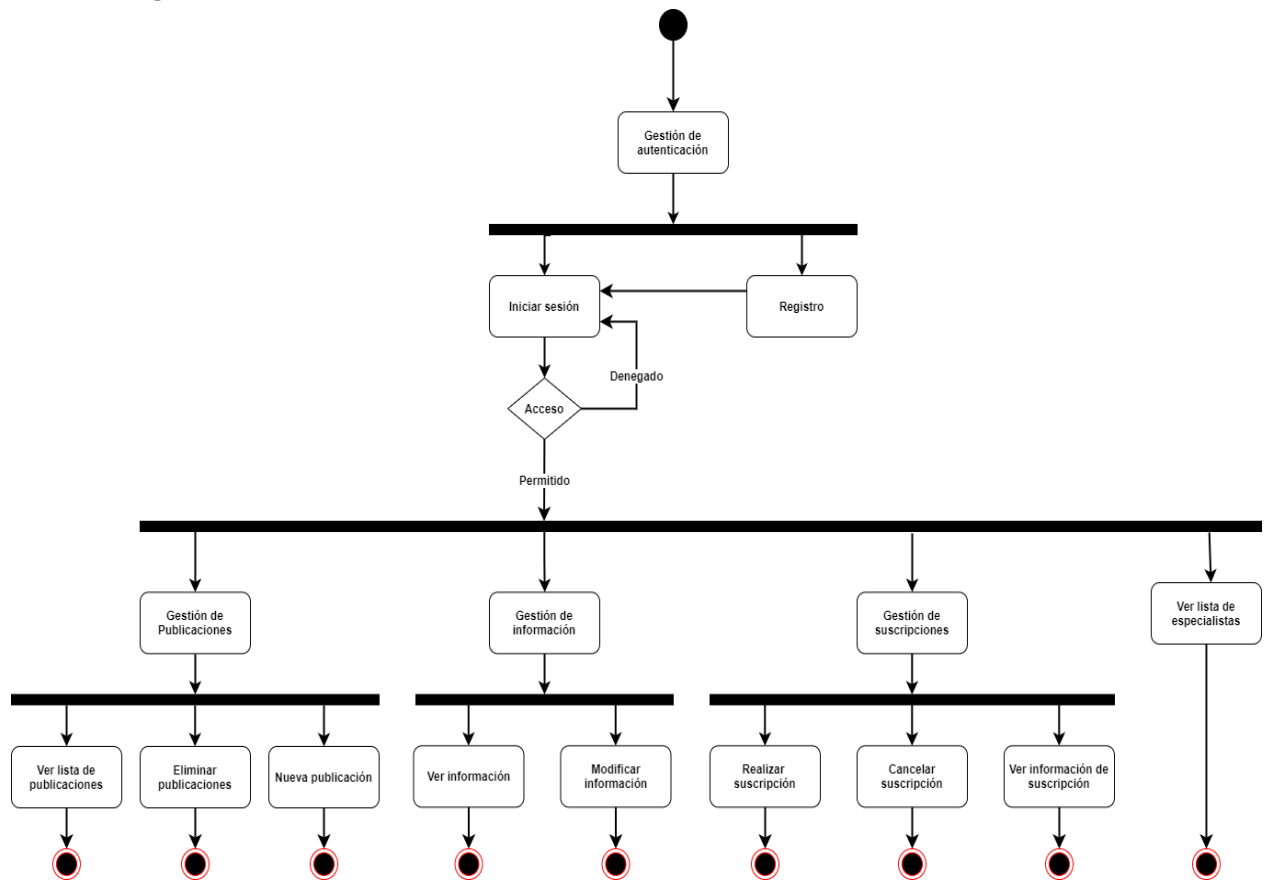 Gestión de
autenticación
Iniciar sesión
Registro
Denegado
Acceso
Permitido
Gestión de
Publicaciones
Gestión de
información
Gestión de
suscripciones
Ver lista de
especialistas
Ver lista de
publicaciones
Eliminar
publicaciones
Nueva publicación
Ver información
Modificar
información
Realizar
suscripción
Cancelar
suscripción
Ver información de
suscripción